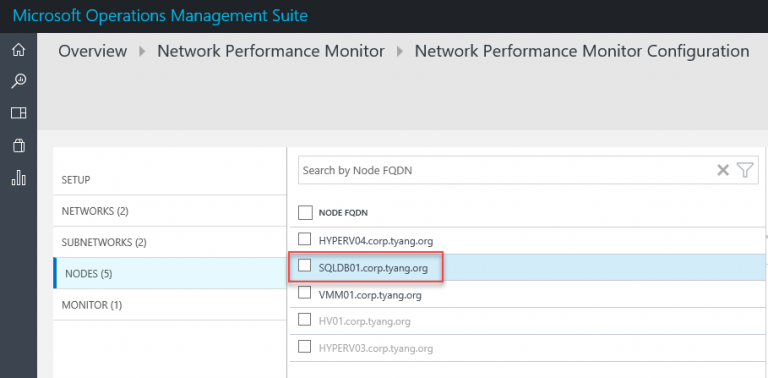 Microsoft Operations Management Suite
Overview Network Performance Monitor Network Performance Monitor Configuration
SETUP
NETWORKS (2)
SUBNETWORKS (2)
NODES (5)
MONITOR (1)
Search by Node FQDN
NODE FQDN
HYPERV04.corp.tyang.org
SQLDB01.corp.tyang.org
VMM01.corp.tyang.org
HV01.corp.tyang.org
HYPERV03.corp.tyang.org